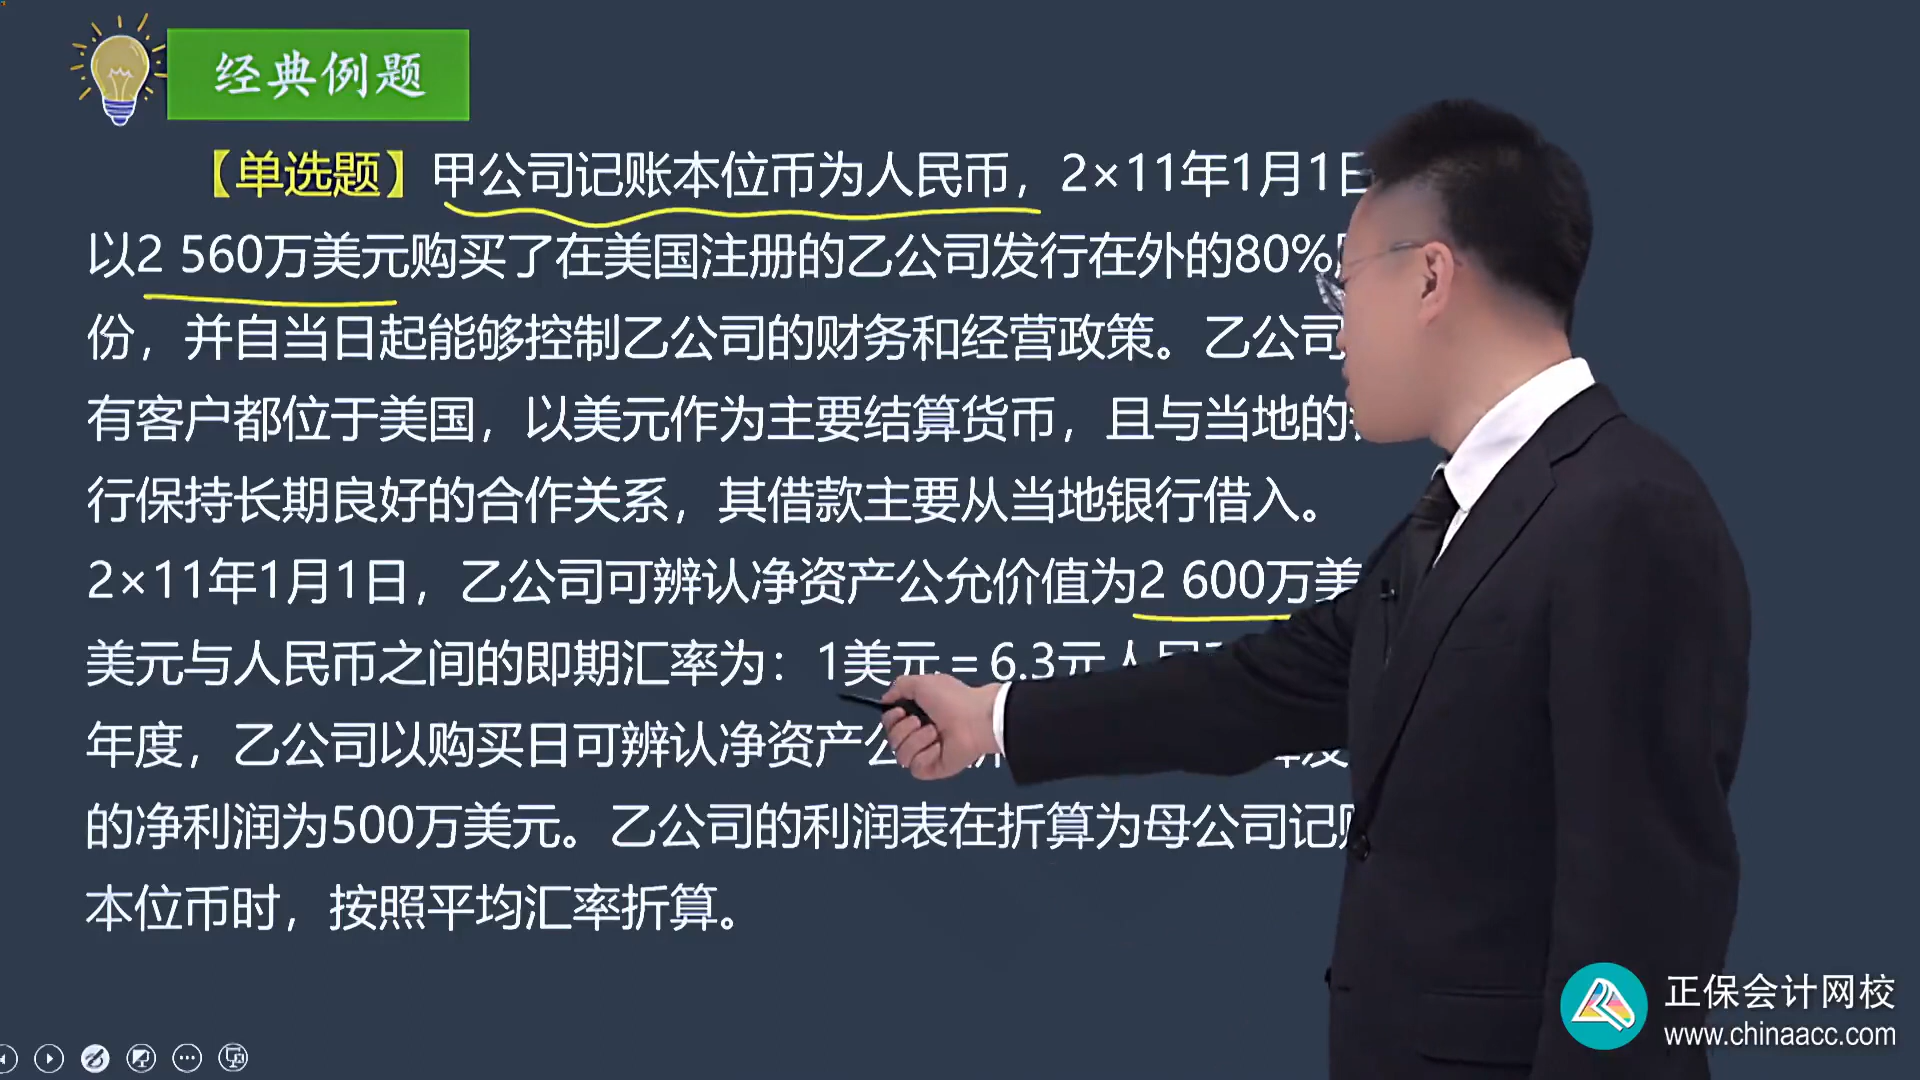 经典例题
【单选题】甲公司记账本位币为人民币，2×11年1月1日
以2 560万美元购买了在美国注册的乙公司发行在外的80%
份，并自当日起能够控制乙公司的财务和经营政策。乙公司
有客户都位于美国，以美元作为主要结算货币，且与当地的
行保持长期良好的合作关系，其借款主要从当地银行借入。
2×11年1月1日，乙公司可辨认净资产公允价值为2 600万美
美元与人民币之间的即期汇率为：1美元＝6.3元人民
年度，乙公司以购买日可辨认净资产公
的净利润为500万美元。乙公司的利润表在折算为母公司记
本位币时，按照平均汇率折算。
正保会计网校
www.chinaacc.com